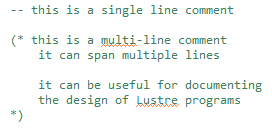 -- this is a single line comment
(* this is a multi-line comment
it can span multiple lines
it can be useful for documenting
the design of Lustre programs
*)